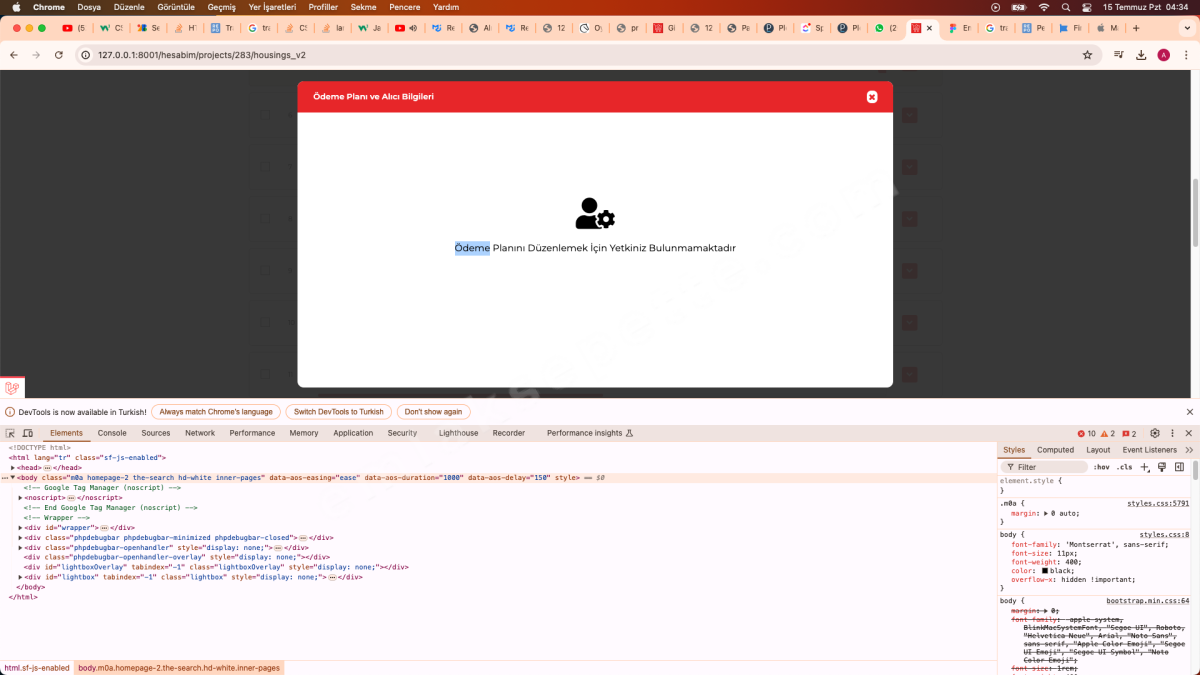 Chrome Dosya Düzenle Görüntüle Geçmiş Yer İşaretleri Profiller Sekme Pencere Yardım 15 Temmuz Pzt 04:34
(5 Se Tra 12 pr 12 (2
127.0.0.1:8001/hesabim/projects/283/housings_v2
Ödeme Planı ve Alıcı Bilgileri
Ödeme Planını Düzenlemek İçin Yetkiniz Bulunmamaktadır
DevTools is now available in Turkish! Always match Chrome's language Switch DevTools to Turkish Don't show again
Elements Console Sources Network Performance Memory Application Security Lighthouse Recorder Performance insights 10 2 2
<!DOCTYPE html>
<html lang="tr" class="sf-js-enabled">
<head> </head>
<body class="m0a homepage-2 the-search hd-white inner-pages" data-aos-easing="ease" data-aos-duration="1000" data-aos-delay="150" style> == $0
<!-- Google Tag Manager (noscript) -->
<noscript> </noscript>
<!-- End Google Tag Manager (noscript) -->
<!-- Wrapper -->
<div id="wrapper"> </div>
<div class="phpdebugbar phpdebugbar-minimized phpdebugbar-closed"> </div>
<div class="phpdebugbar-openhandler" style="display: none;"> </div>
<div class="phpdebugbar-openhandler-overlay" style="display: none;"></div>
<div id="lightboxOverlay" tabindex="-1" class="lightboxOverlay" style="display: none;"></div>
<div id="lightbox" tabindex="-1" class="lightbox" style="display: none;"> </div>
</body>
</html>
html.sf-js-enabled body.m0a.homepage-2.the-search.hd-white.inner-pages
Styles Computed Layout Event Listeners
Filter :hov .cls
element.style {
}
.m0a { styles.css:5791
margin: 0 auto;
}
body { styles.css:8
font-family: 'Montserrat', sans-serif;
font-size: 11px;
font-weight: 400;
color: black;
overflow-x: hidden !important;
}
body { bootstrap.min.css:64
margin: 0;
font-family: -apple-system,
BlinkMacSystemFont, "Segoe UI", Roboto,
"Helvetica Neue", Arial, "Noto Sans",
sans-serif, "Apple Color Emoji", "Segoe
UI Emoji", "Segoe UI Symbol", "Noto
Color Emoji";
font-size: 1rem;